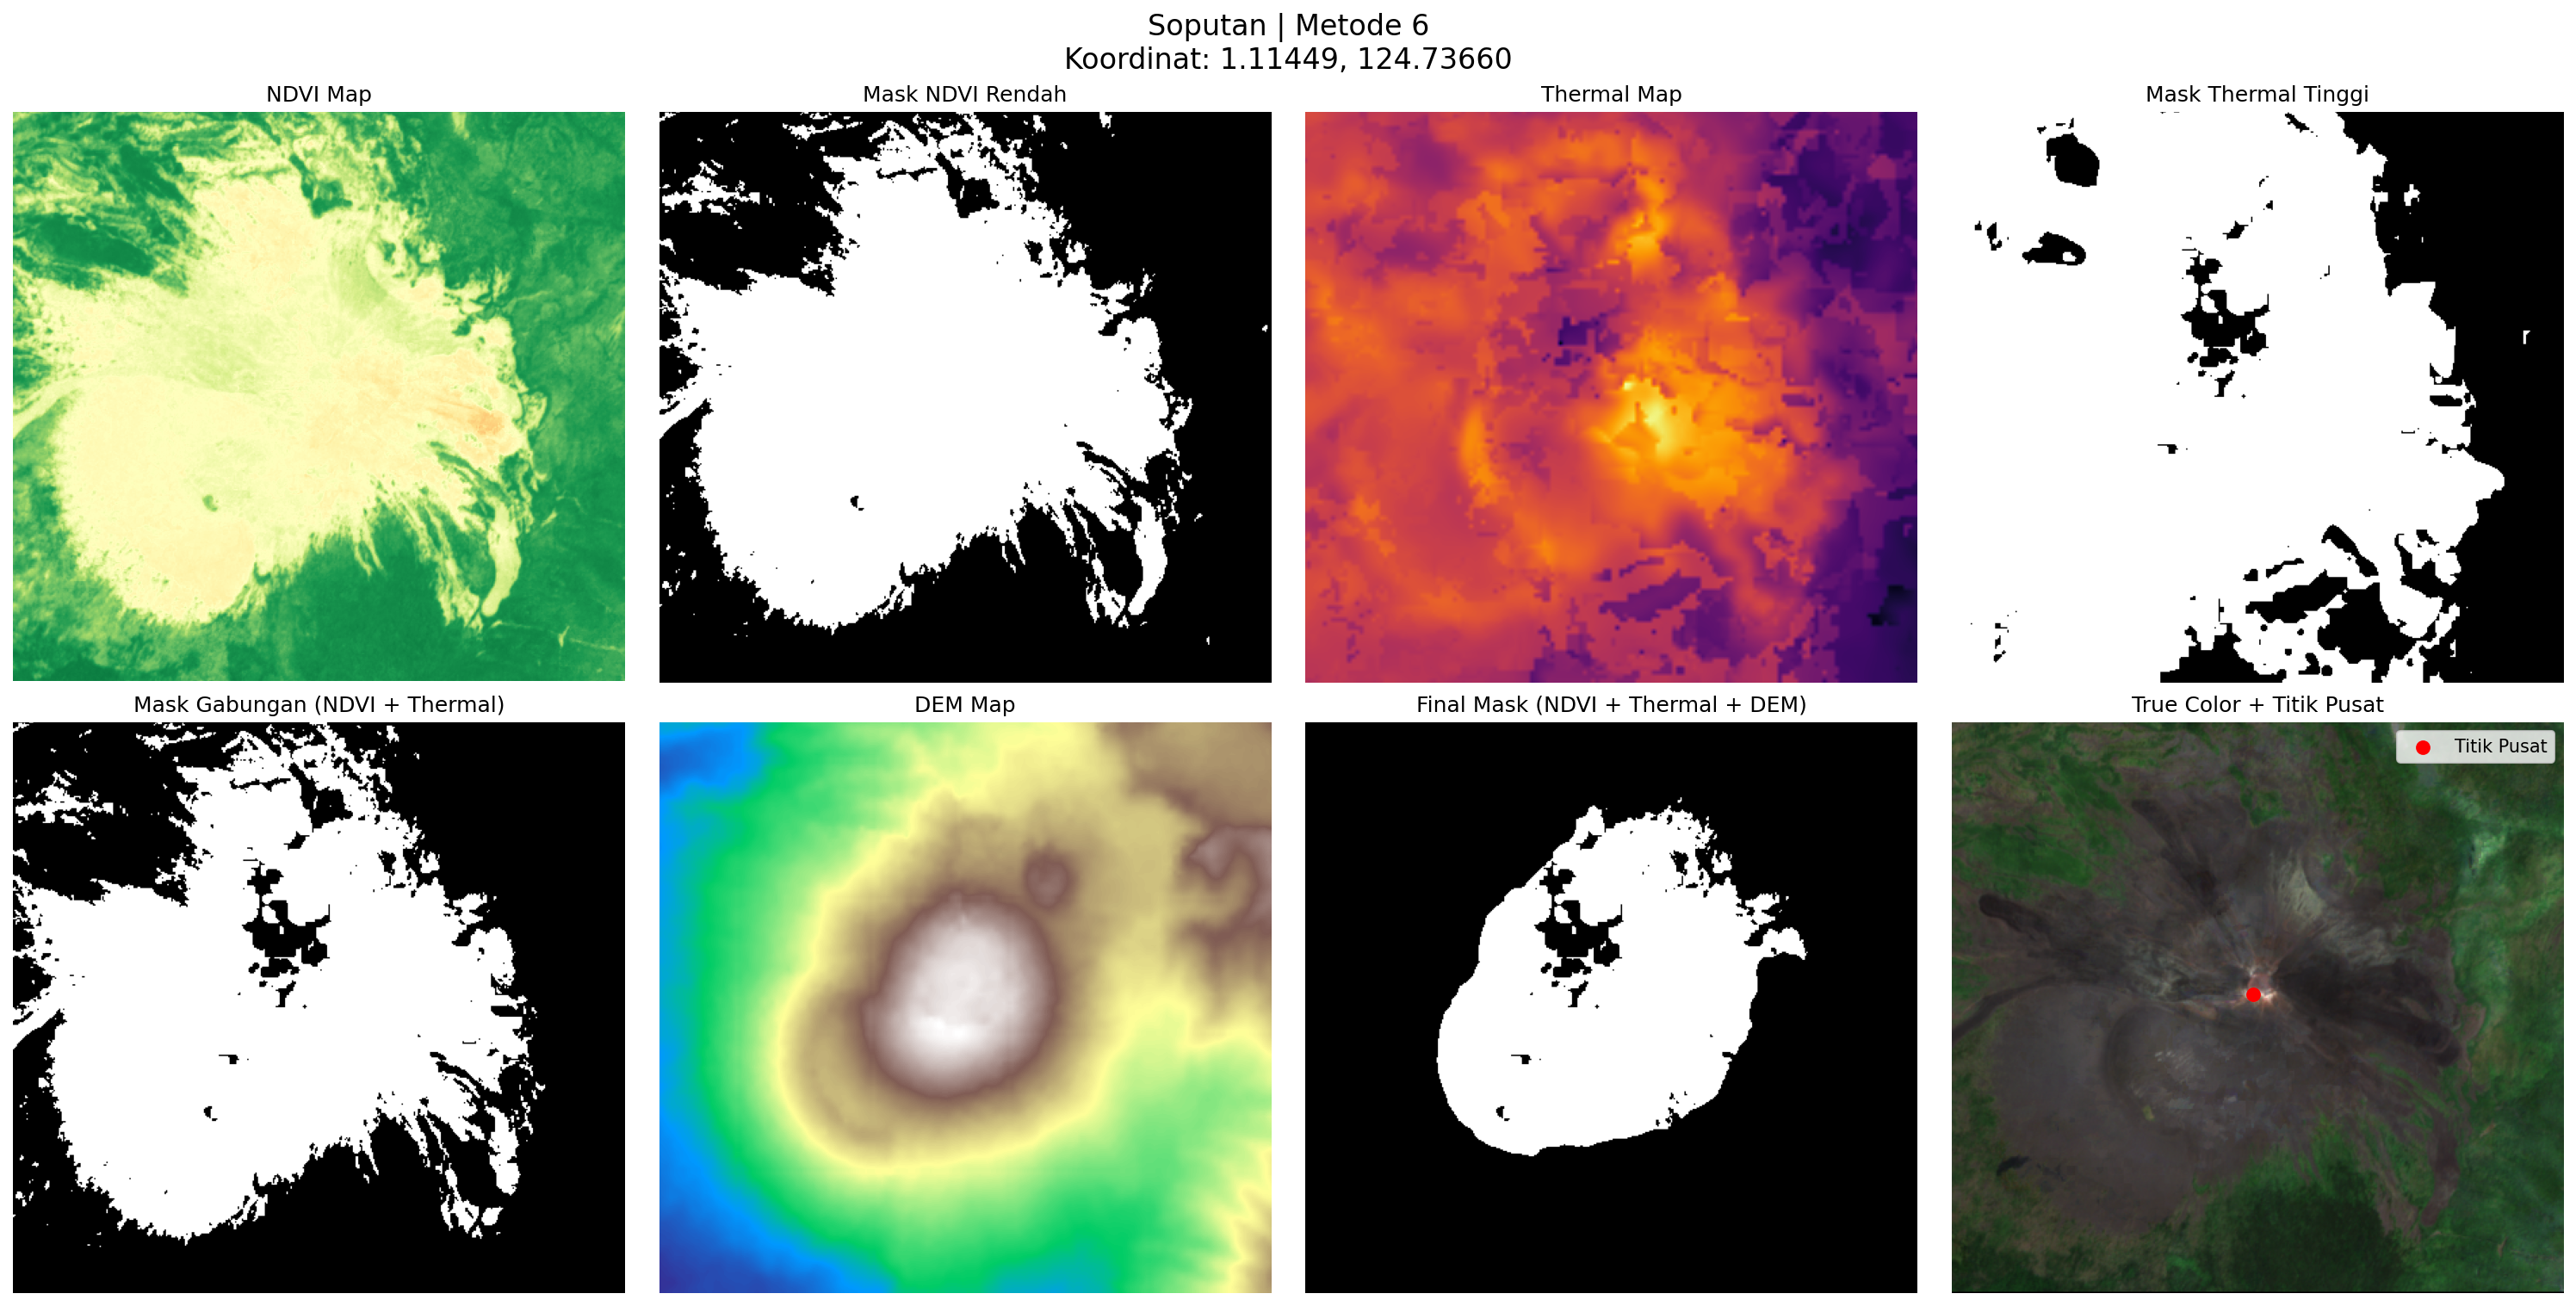 Soputan | Metode 6
Koordinat: 1.11449, 124.73660
NDVI Map
Mask NDVI Rendah
Thermal Map
Mask Thermal Tinggi
Mask Gabungan (NDVI + Thermal)
DEM Map
Final Mask (NDVI + Thermal + DEM)
True Color + Titik Pusat
Titik Pusat